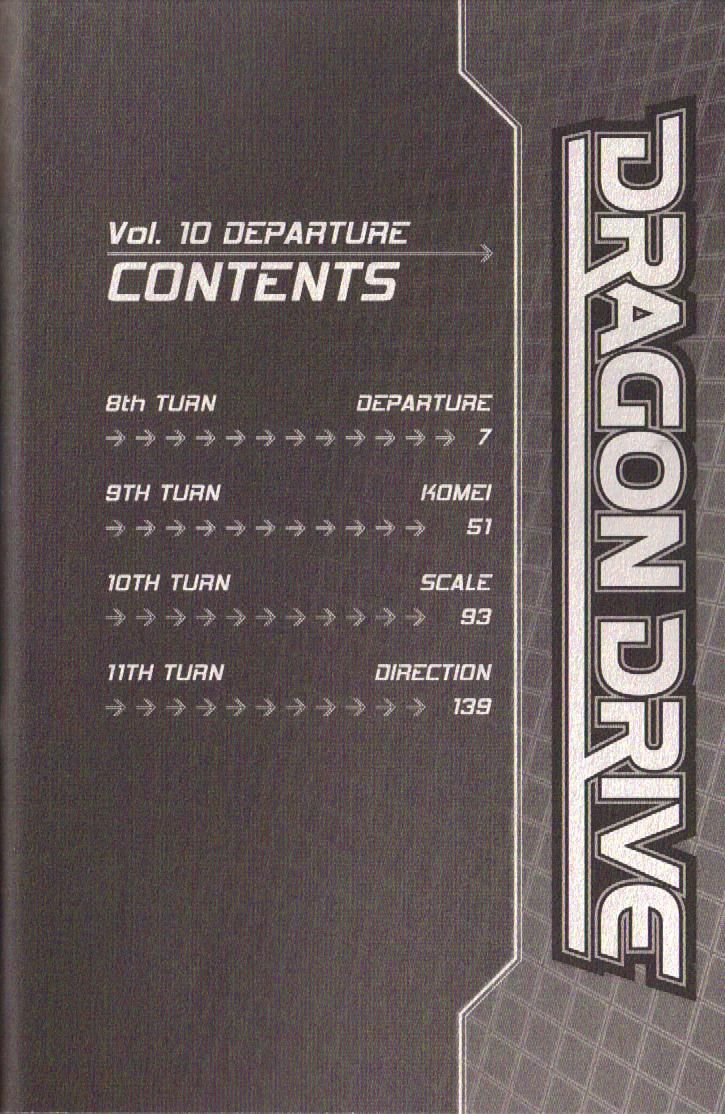 Vol. 10 DEPARTURE
CONTENTS
8th TURN DEPARTURE
7
9TH TURN KOMEI
51
10TH TURN SCALE
93
11TH TURN DIRECTION
139
DRAGON DRIVE